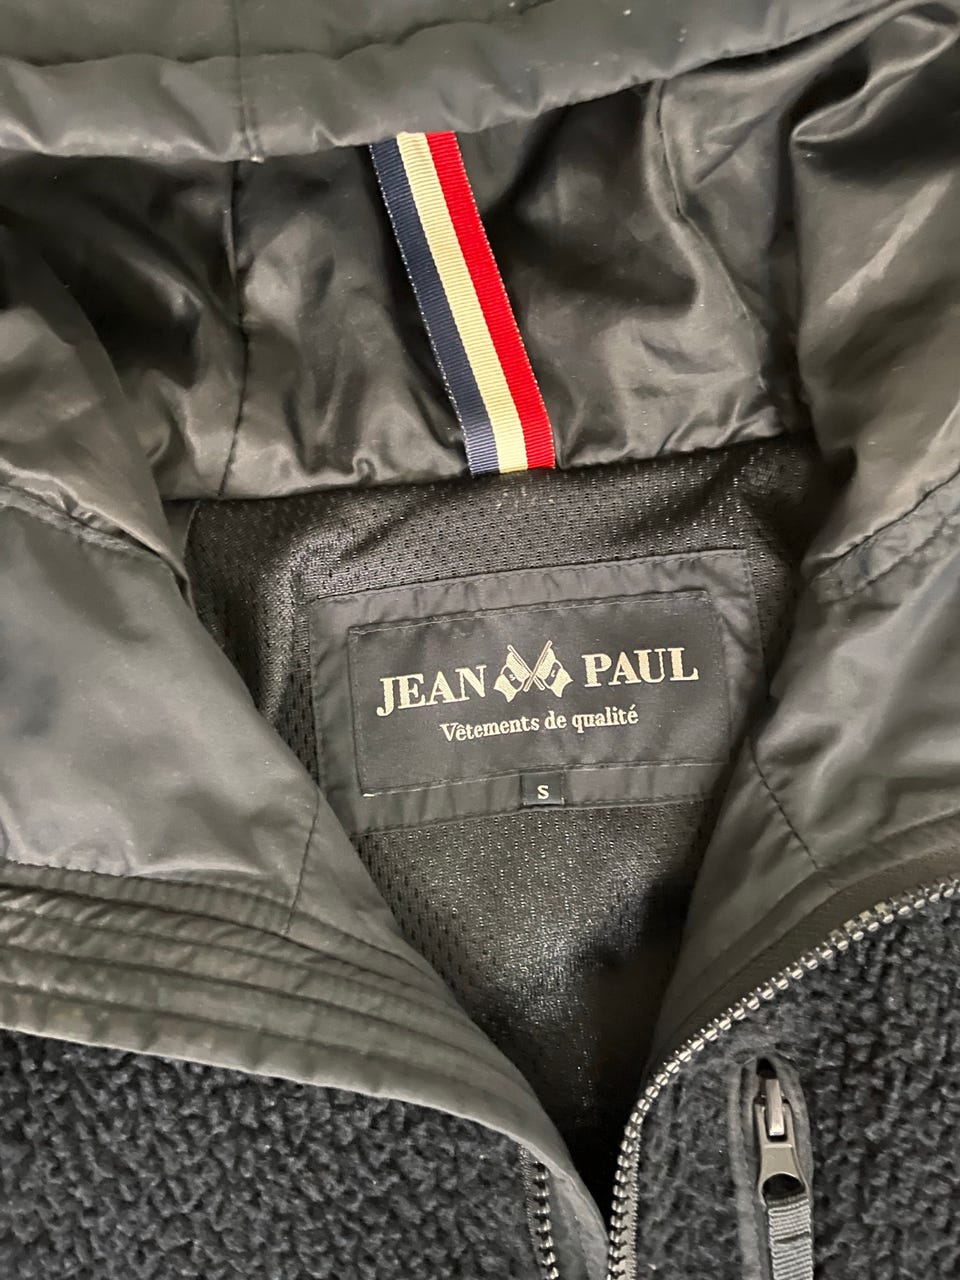 JEAN PAUL
Vêtements de qualité
S